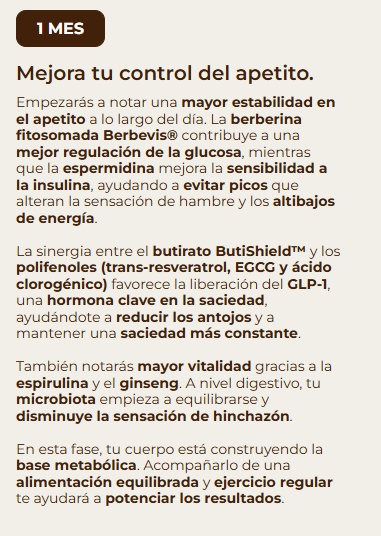 1 MES
Mejora tu control del apetito.
Empezarás a notar una mayor estabilidad en
el apetito a lo largo del día. La berberina
fitosomada Berbevis® contribuye a una
mejor regulación de la glucosa, mientras
que la espermidina mejora la sensibilidad a
la insulina, ayudando a evitar picos que
alteran la sensación de hambre y los altibajos
de energía.
La sinergia entre el butirato ButiShield™ y los
polifenoles (trans-resveratrol, EGCG y ácido
clorogénico) favorece la liberación del GLP-1,
una hormona clave en la saciedad,
ayudándote a reducir los antojos y a
mantener una saciedad más constante.
También notarás mayor vitalidad gracias a la
espirulina y el ginseng. A nivel digestivo, tu
microbiota empieza a equilibrarse y
disminuye la sensación de hinchazón.
En esta fase, tu cuerpo está construyendo la
base metabólica. Acompañarlo de una
alimentación equilibrada y ejercicio regular
te ayudará a potenciar los resultados.